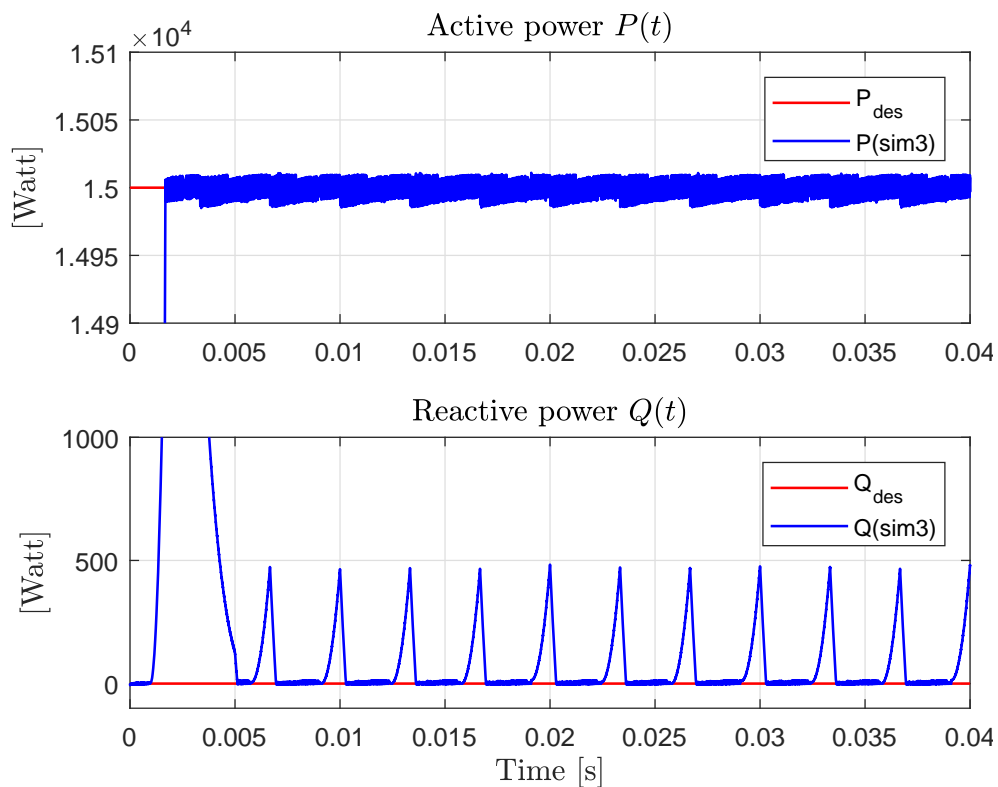 Active power P(t)
×10⁴
1.51
1.505
1.5
1.495
1.49
[Watt]
P_des
P(sim3)
0 0.005 0.01 0.015 0.02 0.025 0.03 0.035 0.04
Reactive power Q(t)
1000
500
0
[Watt]
Q_des
Q(sim3)
0 0.005 0.01 0.015 0.02 0.025 0.03 0.035 0.04
Time [s]